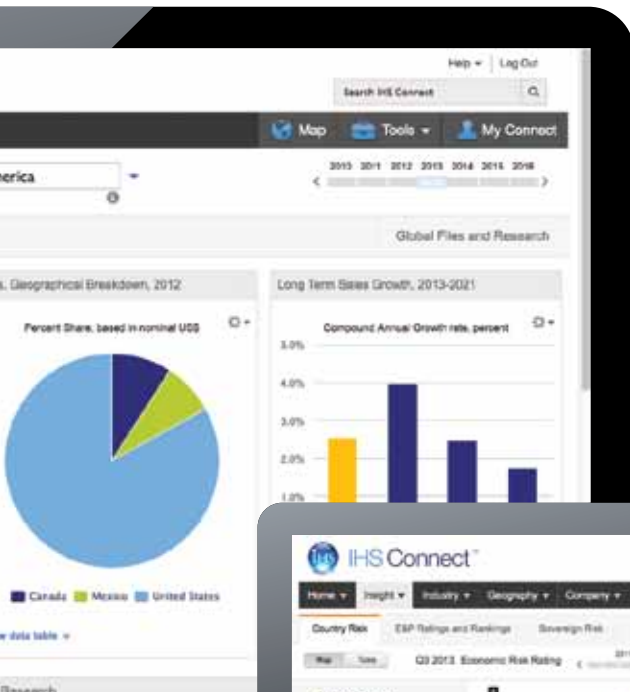 Help
Log Out
Search IHS Connect
Map
Tools
My Connect
2010 2011 2012 2013 2014 2015 2016
Global Files and Research
Geographical Breakdown, 2012
Percent Share, based in nominal US$
Canada
Mexico
United States
data table
Research
Long Term Sales Growth, 2013-2021
Compound Annual Growth rate, percent
5.0%
4.0%
3.0%
2.0%
1.0%
IHS
IHS Connect™
Home
Insight
Industry
Geography
Company
Country Risk
E&P Ratings and Rankings
Sovereign Risk
Map
Q3 2013 Economic Risk Rating